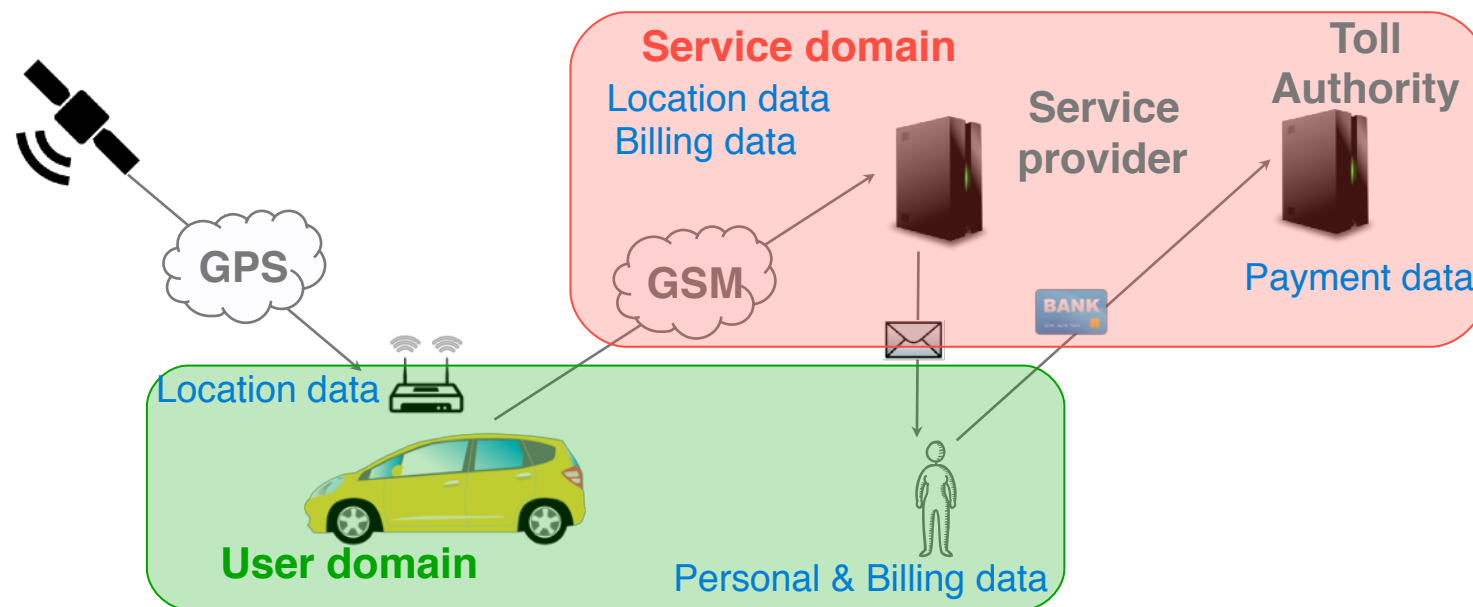 Service domain
Location data
Billing data
Service
provider
Toll
Authority
Payment data
GPS
GSM
BANK
Location data
User domain
Personal & Billing data